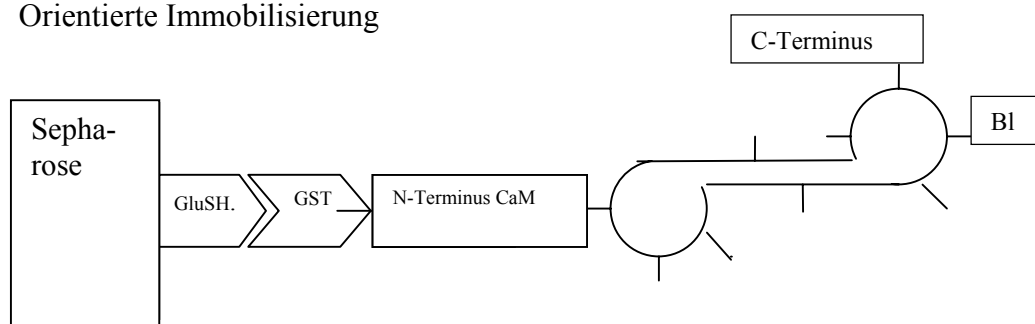 Orientierte Immobilisierung
C-Terminus
Sepha-
rose
Bl
GluSH.
GST
N-Terminus CaM